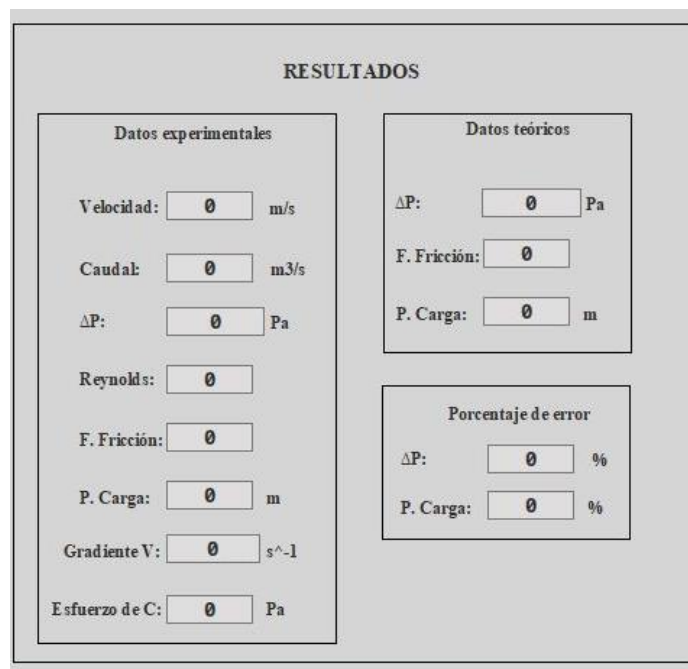 RESULTADOS
Datos experimentales
Velocidad: 0 m/s
Caudal: 0 m3/s
ΔP: 0 Pa
Reynolds: 0
F. Fricción: 0
P. Carga: 0 m
Gradiente V: 0 s^-1
Esfuerzo de C: 0 Pa
Datos teóricos
ΔP: 0 Pa
F. Fricción: 0
P. Carga: 0 m
Porcentaje de error
ΔP: 0 %
P. Carga: 0 %